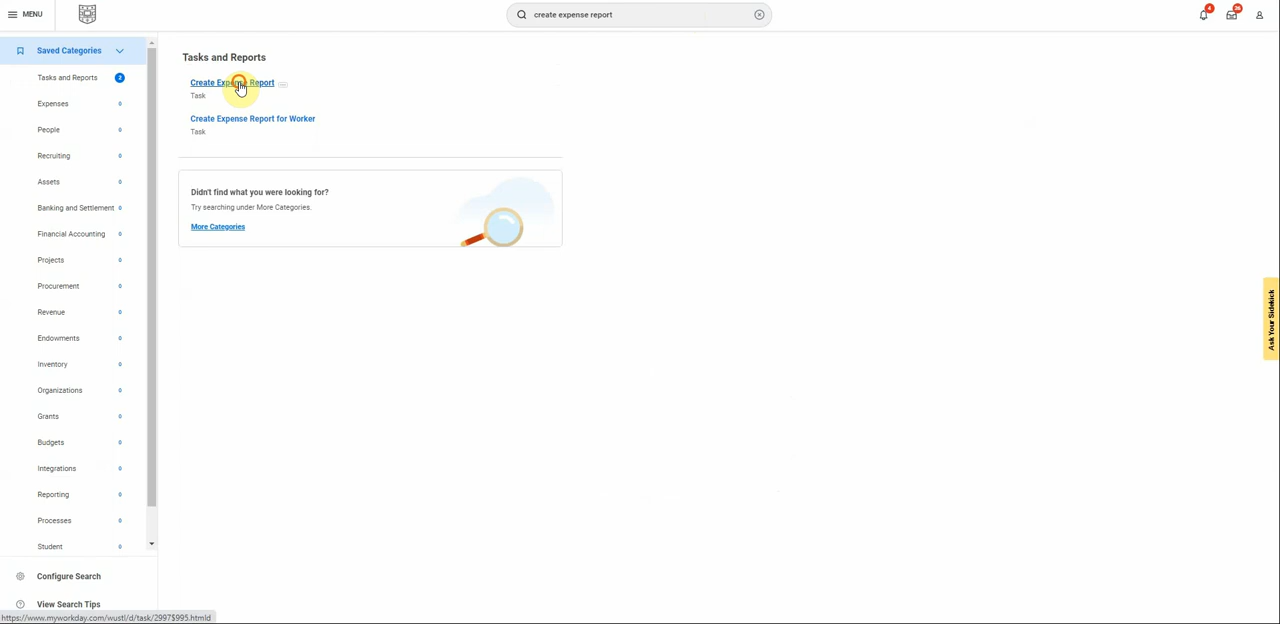 MENU
create expense report
4
26
Saved Categories
Tasks and Reports 2
Expenses 0
People 0
Recruiting 0
Assets 0
Banking and Settlement 0
Financial Accounting 0
Projects 0
Procurement 0
Revenue 0
Endowments 0
Inventory 0
Organizations 0
Grants 0
Budgets 0
Integrations 0
Reporting 0
Processes 0
Student 0
Configure Search
View Search Tips
Tasks and Reports
Create Expense Report
Task
Create Expense Report for Worker
Task
Didn't find what you were looking for?
Try searching under More Categories.
More Categories
Ask Your Sidekick
https://www.myworkday.com/wustl/d/task/2997$995.htmld